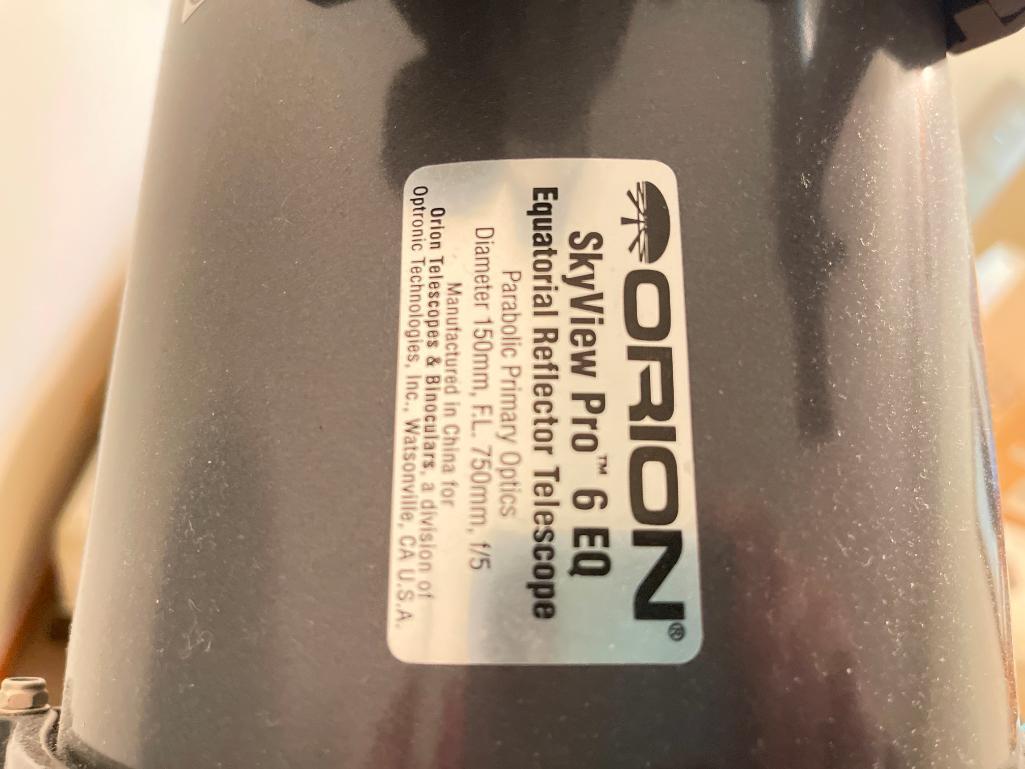 ORION®
SkyView Pro™ 6 EQ
Equatorial Reflector Telescope
Parabolic Primary Optics
Diameter 150mm, F.L. 750mm, f/5
Manufactured in China for
Orion Telescopes & Binoculars, a division of
Optronic Technologies, Inc., Watsonville, CA U.S.A.